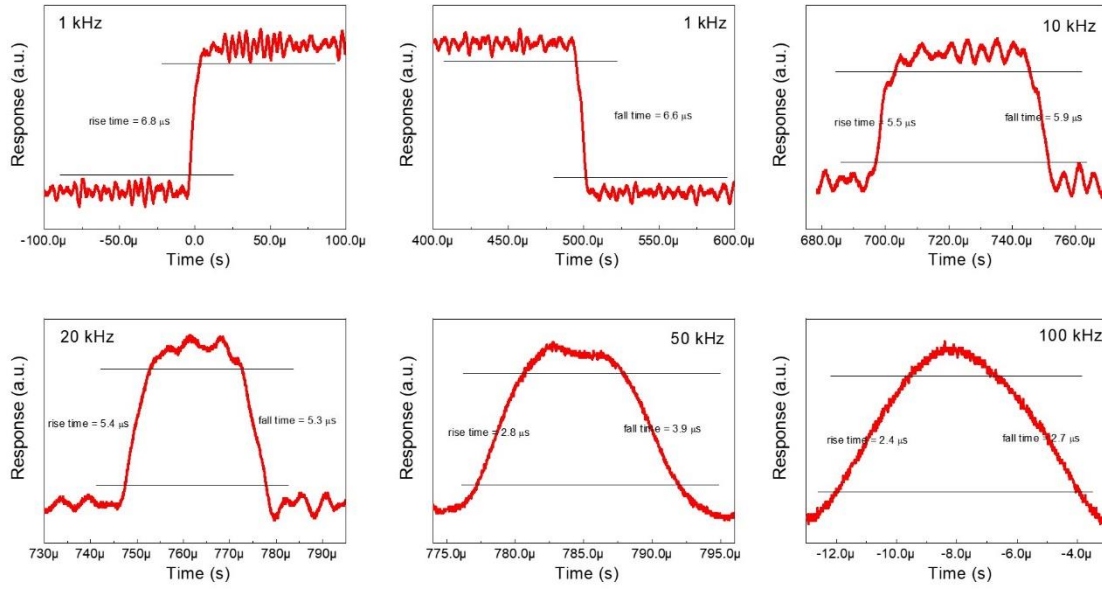 1 kHz
Response (a.u.)
rise time = 6.8 μs
-100.0μ -50.0μ 0.0 50.0μ 100.0μ
Time (s)
1 kHz
Response (a.u.)
fall time = 6.6 μs
400.0μ 450.0μ 500.0μ 550.0μ 600.0μ
Time (s)
10 kHz
Response (a.u.)
rise time = 5.5 μs
fall time = 5.9 μs
680.0μ 700.0μ 720.0μ 740.0μ 760.0μ
Time (s)
20 kHz
Response (a.u.)
rise time = 5.4 μs
fall time = 5.3 μs
730μ 740μ 750μ 760μ 770μ 780μ 790μ
Time (s)
50 kHz
Response (a.u.)
rise time = 2.8 μs
fall time = 3.9 μs
775.0μ 780.0μ 785.0μ 790.0μ 795.0μ
Time (s)
100 kHz
Response (a.u.)
rise time = 2.4 μs
fall time = 2.7 μs
-12.0μ -10.0μ -8.0μ -6.0μ -4.0μ
Time (s)